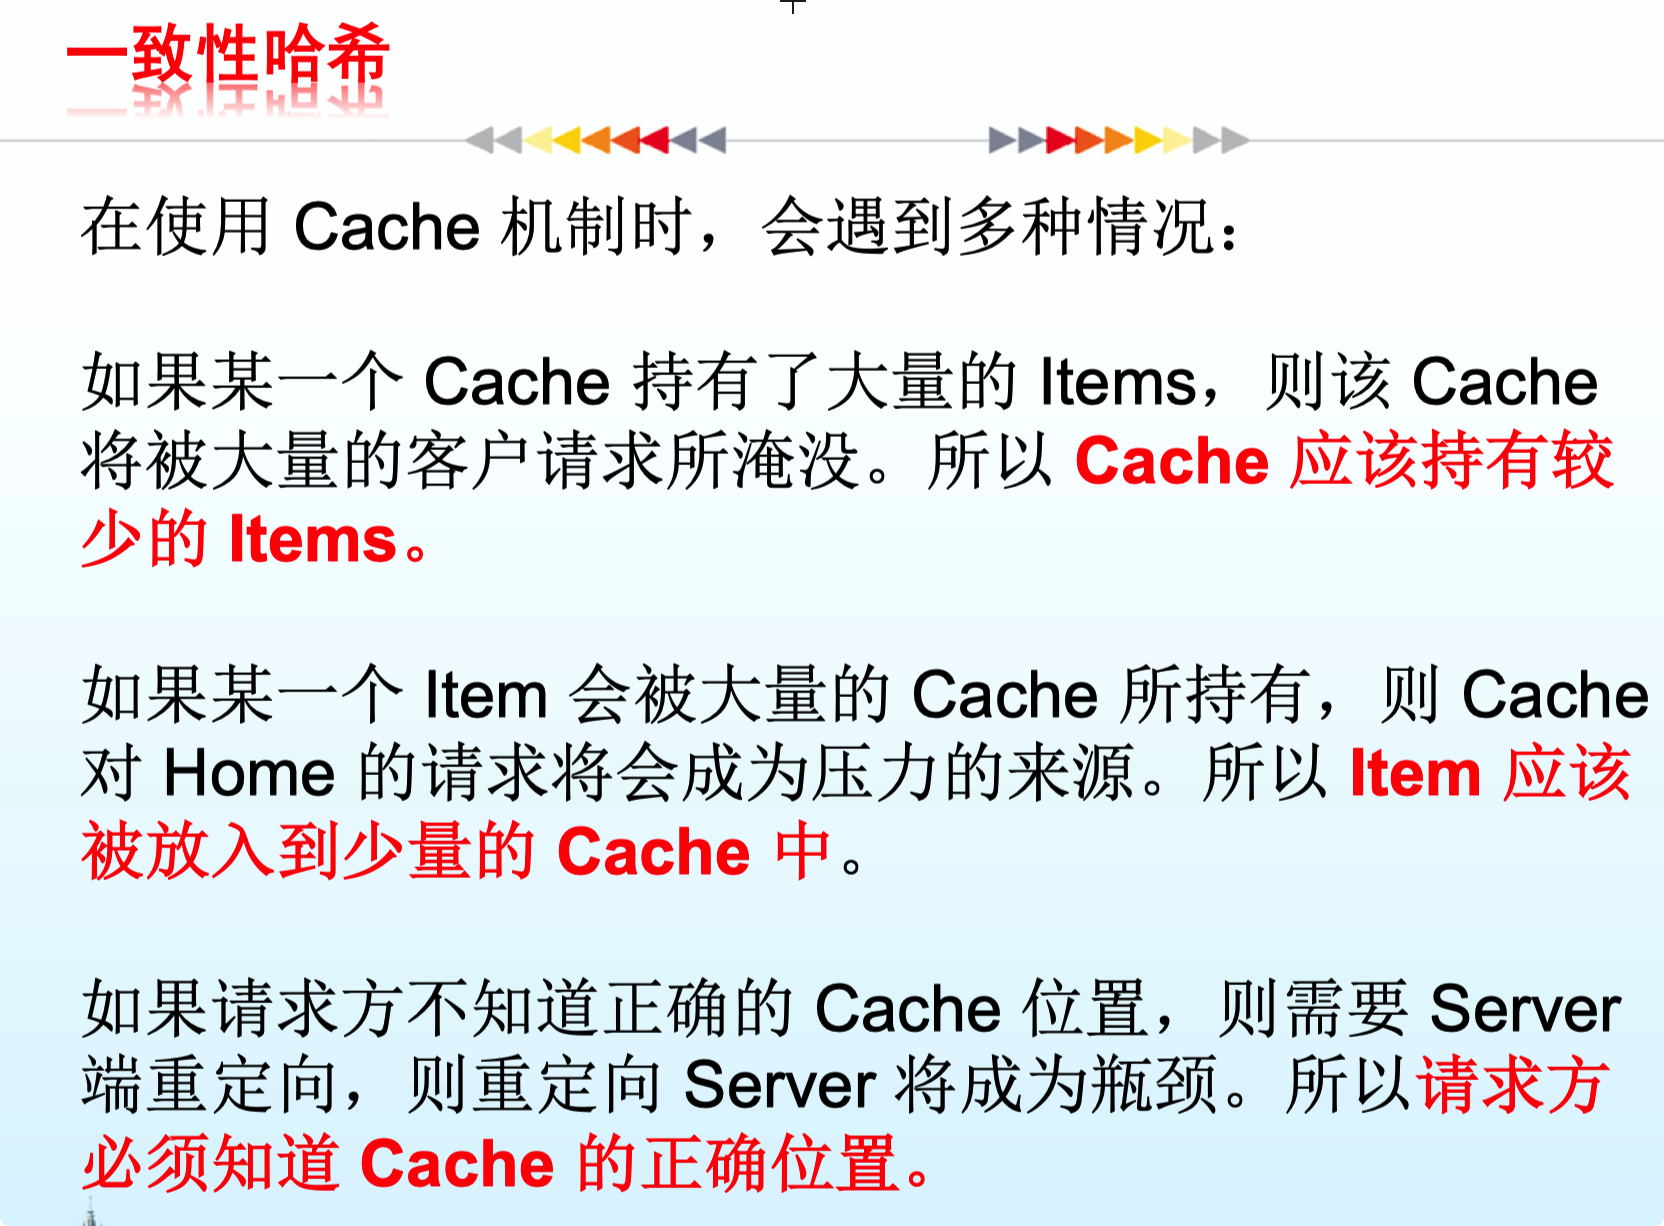 一致性哈希
在使用 Cache 机制时，会遇到多种情况：
如果某一个 Cache 持有了大量的 Items，则该 Cache
将被大量的客户请求所淹没。所以 Cache 应该持有较
少的 Items。
如果某一个 Item 会被大量的 Cache 所持有，则 Cache
对 Home 的请求将会成为压力的来源。所以 Item 应该
被放入到少量的 Cache 中。
如果请求方不知道正确的 Cache 位置，则需要 Server
端重定向，则重定向 Server 将成为瓶颈。所以请求方
必须知道 Cache 的正确位置。